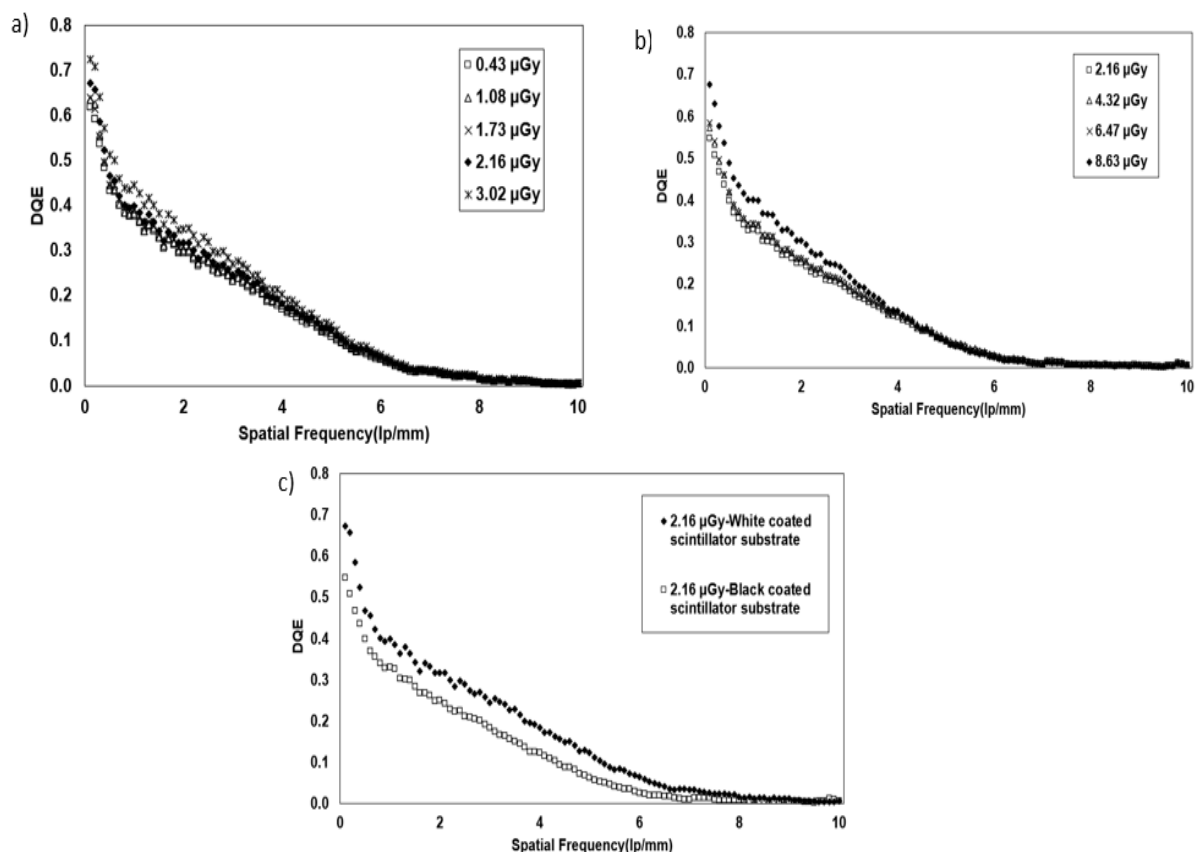 a)
0.8
0.7
0.6
0.5
0.4
0.3
0.2
0.1
0.0
DQE
0.43 µGy
1.08 µGy
1.73 µGy
2.16 µGy
3.02 µGy
0 2 4 6 8 10
Spatial Frequency(lp/mm)
b)
0.8
0.7
0.6
0.5
0.4
0.3
0.2
0.1
0.0
DQE
2.16 µGy
4.32 µGy
6.47 µGy
8.63 µGy
0 2 4 6 8 10
Spatial Frequency(lp/mm)
c)
0.8
0.7
0.6
0.5
0.4
0.3
0.2
0.1
0.0
DQE
2.16 µGy-White coated
scintillator substrate
2.16 µGy-Black coated
scintillator substrate
0 2 4 6 8 10
Spatial Frequency(lp/mm)